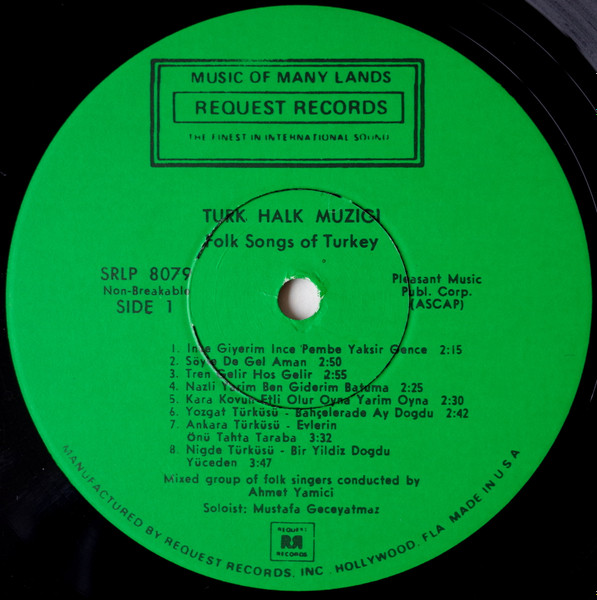 MUSIC OF MANY LANDS
REQUEST RECORDS
THE FINEST IN INTERNATIONAL SOUND
TURK HALK MUZIGI
Folk Songs of Turkey
SRLP 8079
Non-Breakable
SIDE 1
Pleasant Music
Publ. Corp.
(ASCAP)
1. Ince Giyerim Ince Pembe Yaksir Gence 2:15
2. Söyle De Gel Aman 2:50
3. Tren Gelir Hos Gelir 2:55
4. Nazli Yarim Ben Giderim Batuma 2:25
5. Kara Kovun Etli Olur Oyna Yarim Oyna 2:30
6. Yozgat Türküsü - Bahçelerade Ay Dogdu 2:42
7. Ankara Türküsü - Evlerin
Önü Tahta Taraba 3:32
8. Nigde Türküsü - Bir Yildiz Dogdu
Yüceden 3:47
Mixed group of folk singers conducted by
Ahmet Yamici
Soloist: Mustafa Geceyatmaz
REQUEST
RR
RECORDS
MANUFACTURED BY REQUEST RECORDS, INC. HOLLYWOOD, FLA. MADE IN U.S.A